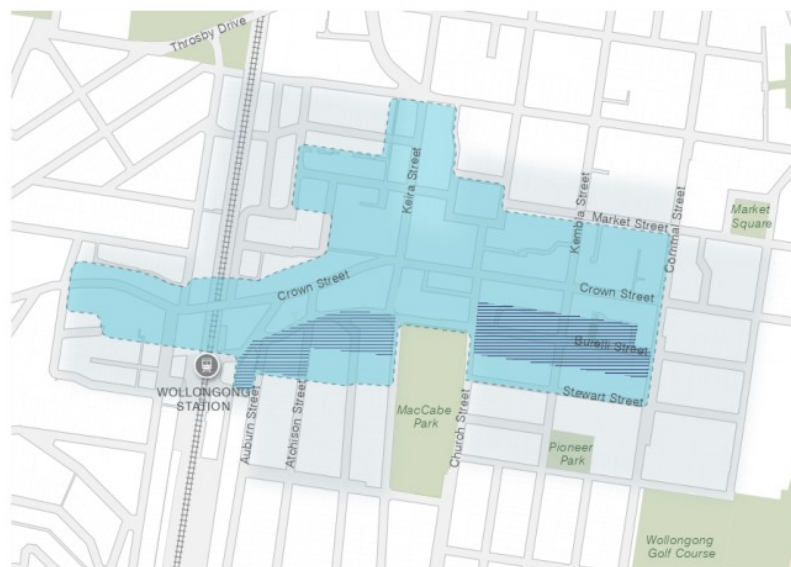 Throsby Drive
Keira Street
Market Street
Kembla Street
Corrimal Street
Market
Square
Crown Street
Crown Street
Burelli Street
WOLLONGONG
STATION
Stewart Street
Auburn Street
Atchison Street
MacCabe
Park
Church Street
Pioneer
Park
Wollongong
Golf Course